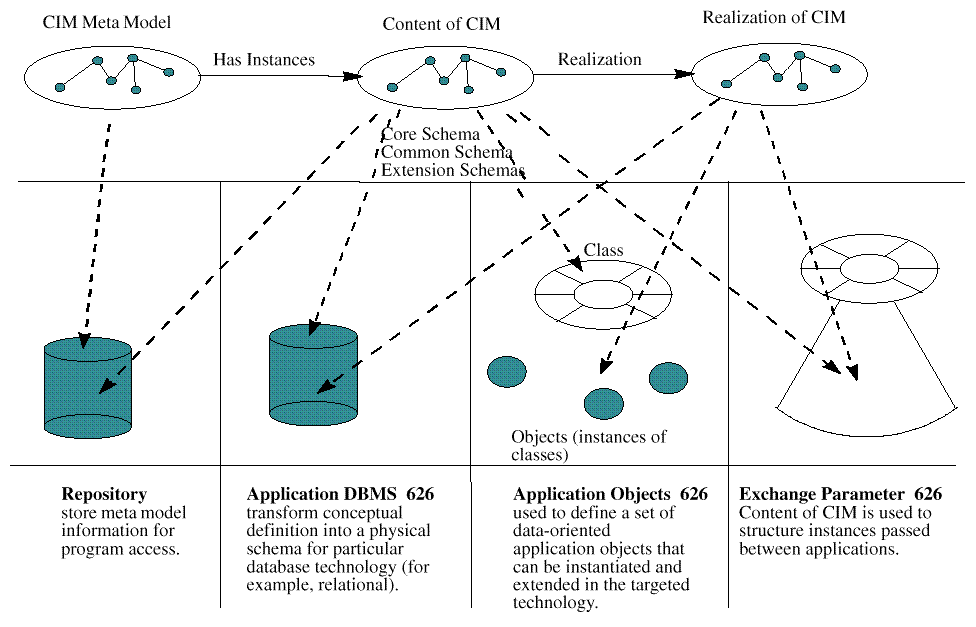 CIM Meta Model
Content of CIM
Realization of CIM
Has Instances
Realization
Core Schema
Common Schema
Extension Schemas
Class
Objects (instances of
classes)
Repository
store meta model
information for
program access.
Application DBMS 626
transform conceptual
definition into a physical
schema for particular
database technology (for
example, relational).
Application Objects 626
used to define a set of
data-oriented
application objects that
can be instantiated and
extended in the targeted
technology.
Exchange Parameter 626
Content of CIM is used to
structure instances passed
between applications.